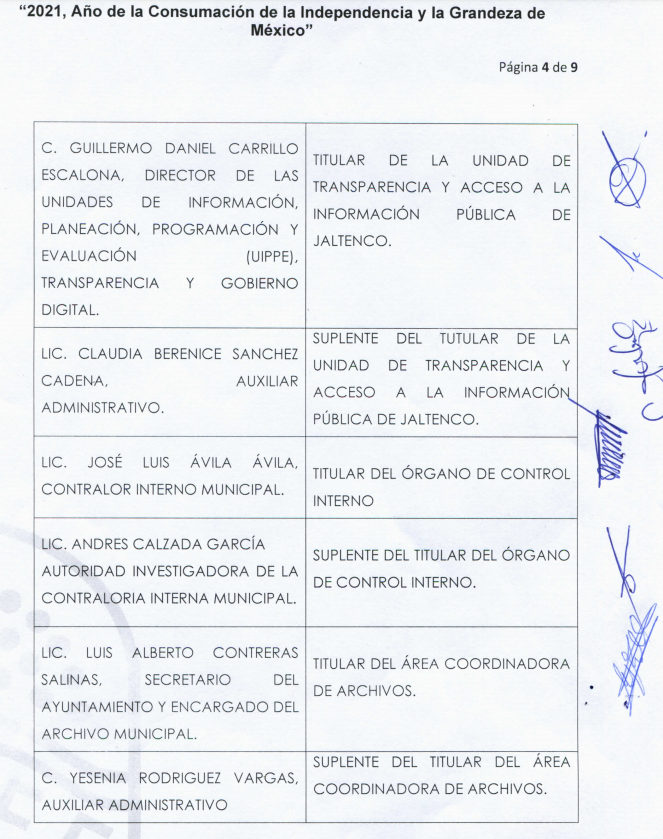 “2021, Año de la Consumación de la Independencia y la Grandeza de
México”
Página 4 de 9
C. GUILLERMO DANIEL CARRILLO
ESCALONA, DIRECTOR DE LAS
UNIDADES DE INFORMACIÓN,
PLANEACIÓN, PROGRAMACIÓN Y
EVALUACIÓN (UIPPE),
TRANSPARENCIA Y GOBIERNO
DIGITAL.
TITULAR DE LA UNIDAD DE
TRANSPARENCIA Y ACCESO A LA
INFORMACIÓN PÚBLICA DE
JALTENCO.
LIC. CLAUDIA BERENICE SANCHEZ
CADENA, AUXILIAR
ADMINISTRATIVO.
SUPLENTE DEL TUTULAR DE LA
UNIDAD DE TRANSPARENCIA Y
ACCESO A LA INFORMACIÓN
PÚBLICA DE JALTENCO.
LIC. JOSÉ LUIS ÁVILA ÁVILA,
CONTRALOR INTERNO MUNICIPAL.
TITULAR DEL ÓRGANO DE CONTROL
INTERNO
LIC. ANDRES CALZADA GARCÍA
AUTORIDAD INVESTIGADORA DE LA
CONTRALORIA INTERNA MUNICIPAL.
SUPLENTE DEL TITULAR DEL ÓRGANO
DE CONTROL INTERNO.
LIC. LUIS ALBERTO CONTRERAS
SALINAS, SECRETARIO DEL
AYUNTAMIENTO Y ENCARGADO DEL
ARCHIVO MUNICIPAL.
TITULAR DEL ÁREA COORDINADORA
DE ARCHIVOS.
C. YESENIA RODRIGUEZ VARGAS,
AUXILIAR ADMINISTRATIVO
SUPLENTE DEL TITULAR DEL ÁREA
COORDINADORA DE ARCHIVOS.